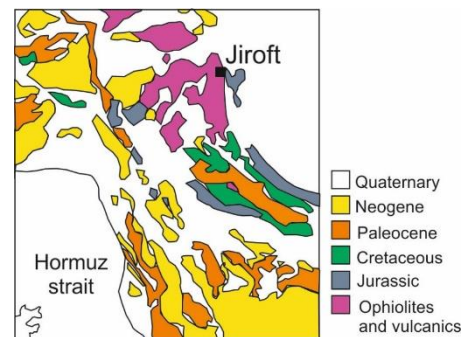 Jiroft
Hormuz
strait
Quaternary
Neogene
Paleocene
Cretaceous
Jurassic
Ophiolites
and vulcanics